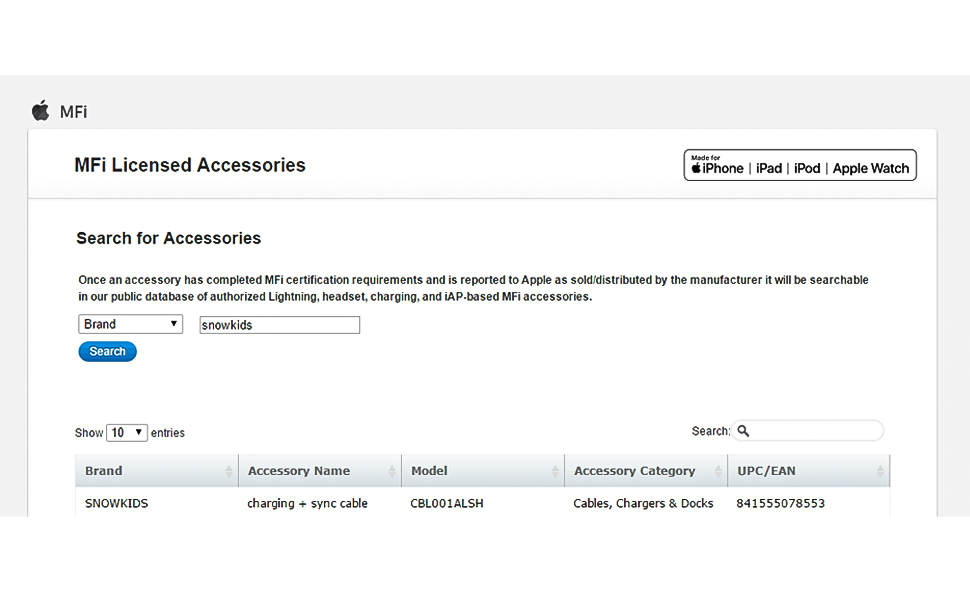 MFi
MFi Licensed Accessories
Made for
iPhone | iPad | iPod | Apple Watch
Search for Accessories
Once an accessory has completed MFi certification requirements and is reported to Apple as sold/distributed by the manufacturer it will be searchable
in our public database of authorized Lightning, headset, charging, and iAP-based MFi accessories.
Brand snowkids
Search
Show 10 entries Search:
Brand Accessory Name Model Accessory Category UPC/EAN
SNOWKIDS charging + sync cable CBL001ALSH Cables, Chargers & Docks 841555078553